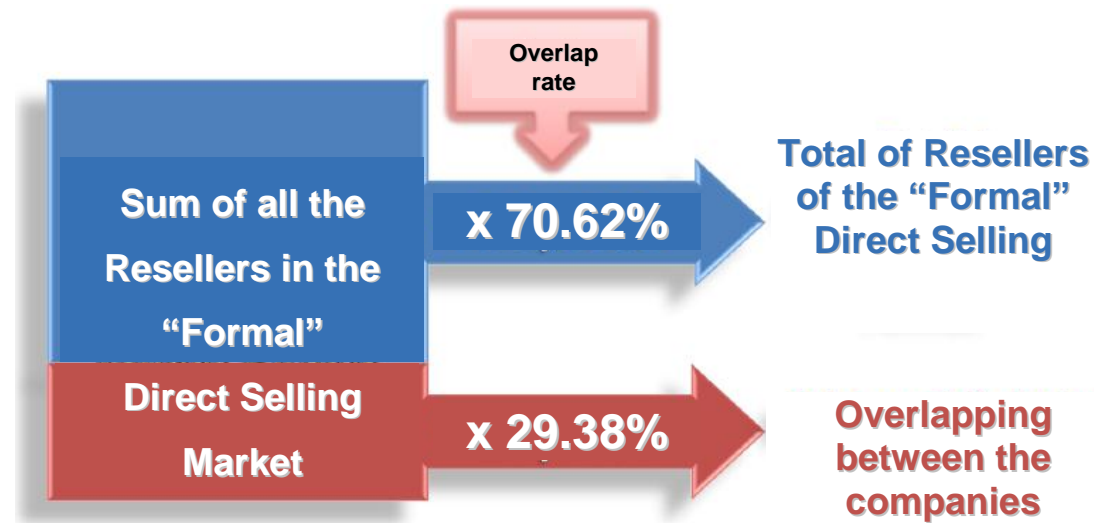 Overlap
rate
Sum of all the
Resellers in the
“Formal”
Direct Selling
Market
x 70.62%
Total of Resellers
of the “Formal”
Direct Selling
x 29.38%
Overlapping
between the
companies